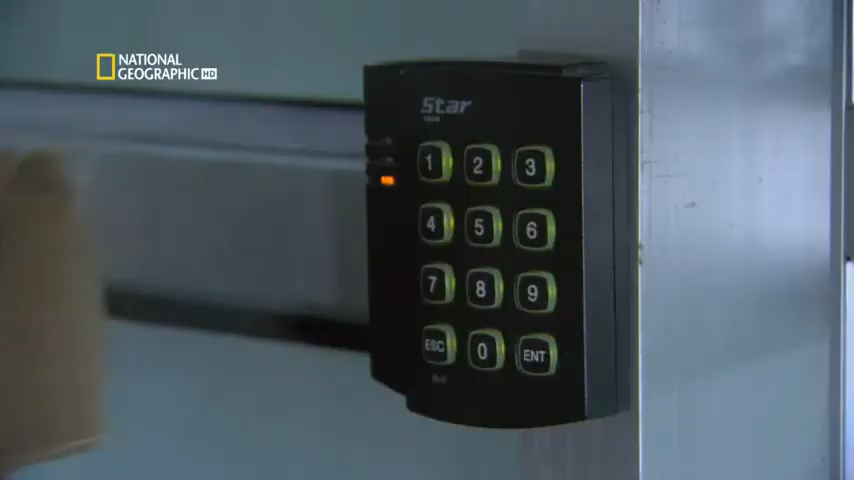 NATIONAL
GEOGRAPHIC HD
Star
1 2 3
4 5 6
7 8 9
ESC 0 ENT